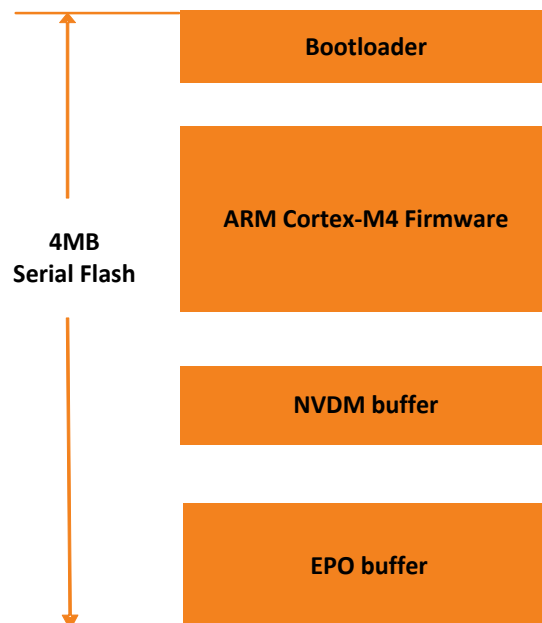 Bootloader
ARM Cortex-M4 Firmware
4MB
Serial Flash
NVDM buffer
EPO buffer